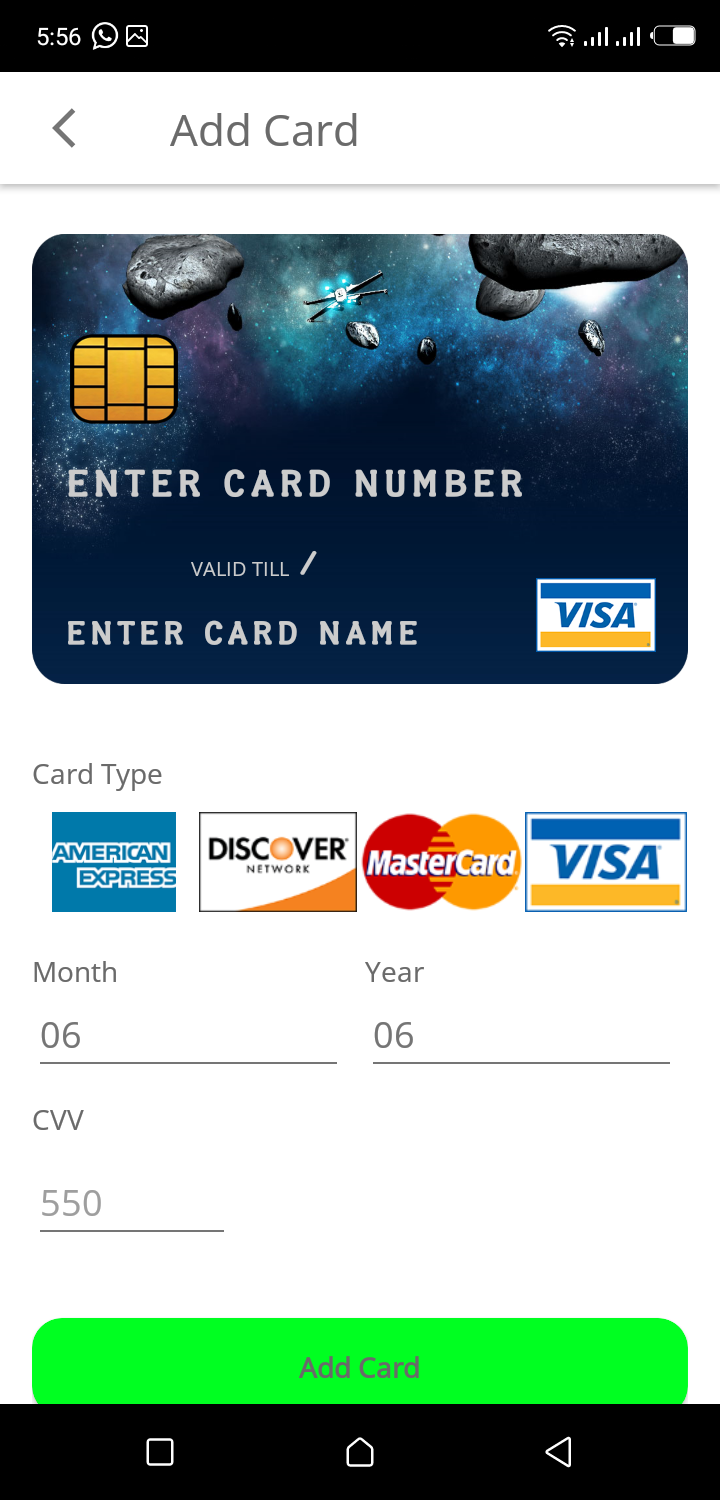 5:56
Add Card
ENTER CARD NUMBER
VALID TILL /
ENTER CARD NAME
VISA
Card Type
AMERICAN EXPRESS
DISCOVER NETWORK
MasterCard
VISA
Month Year
06 06
CVV
550
Add Card